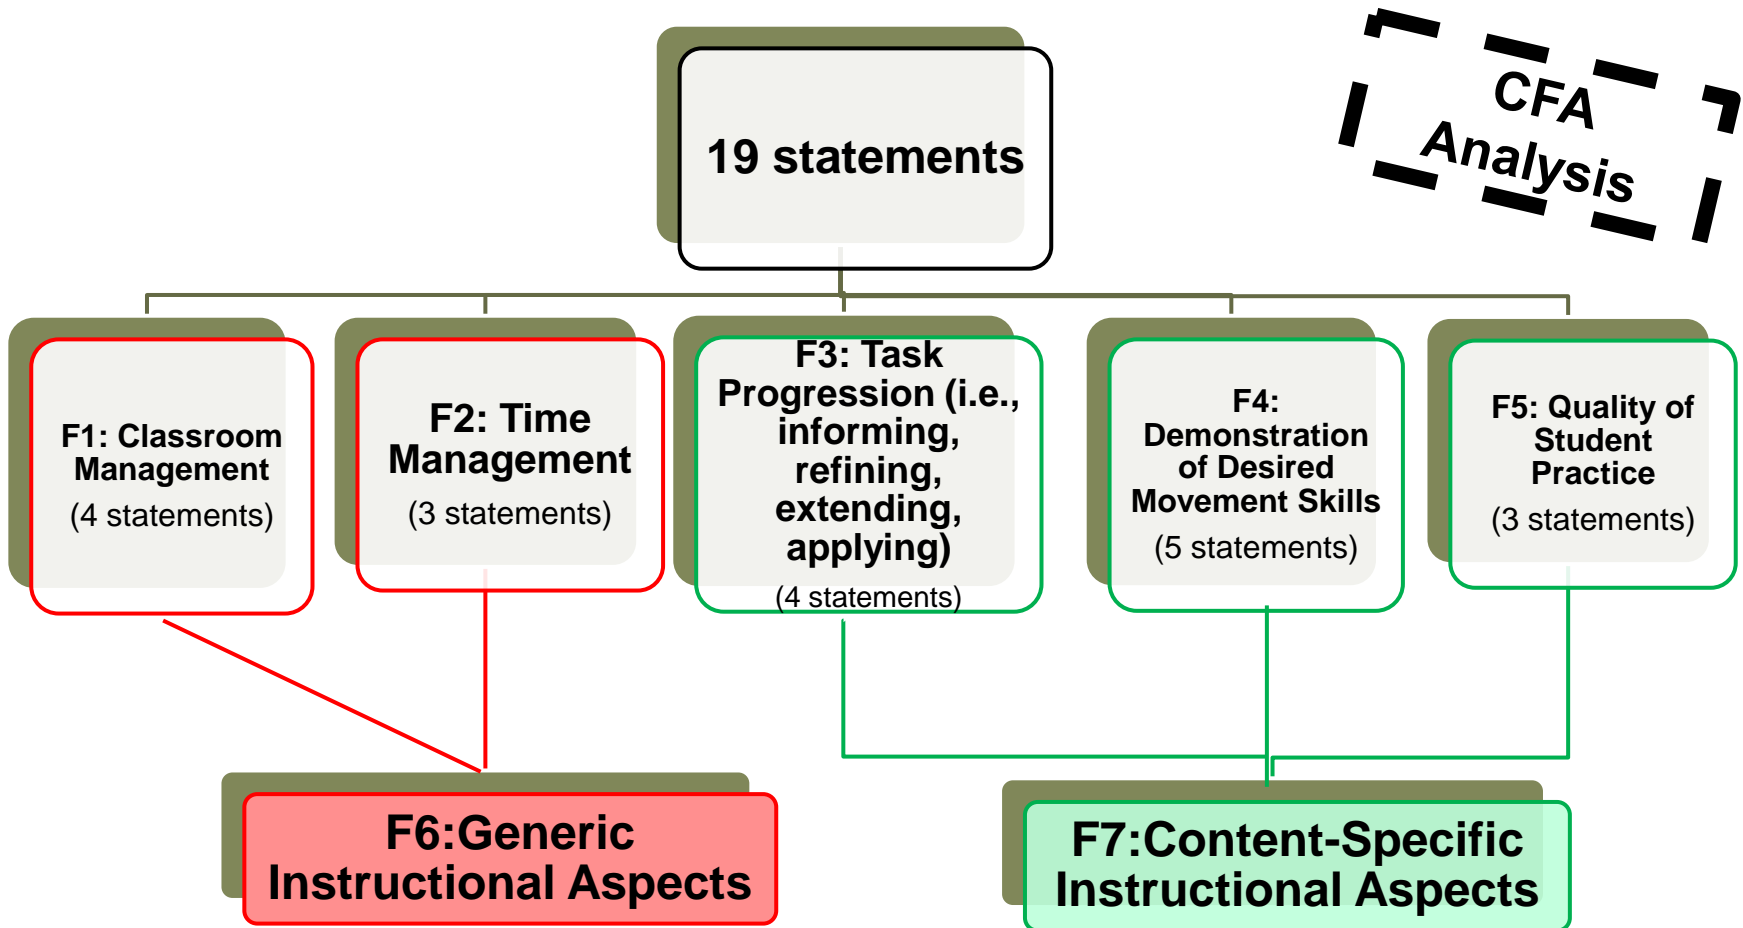 CFA
Analysis
19 statements
F1: Classroom
Management
(4 statements)
F2: Time
Management
(3 statements)
F3: Task
Progression (i.e.,
informing,
refining,
extending,
applying)
(4 statements)
F4:
Demonstration
of Desired
Movement Skills
(5 statements)
F5: Quality of
Student
Practice
(3 statements)
F6:Generic
Instructional Aspects
F7:Content-Specific
Instructional Aspects